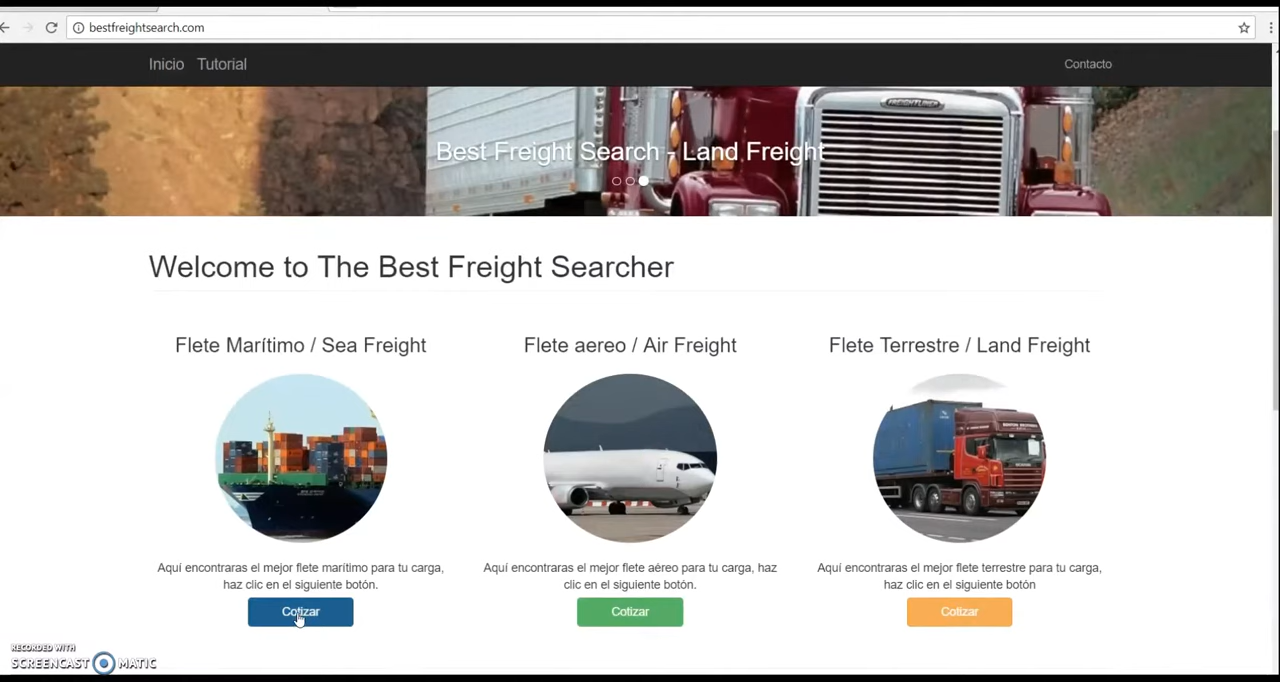 bestfreightsearch.com
Inicio Tutorial Contacto
FREIGHTLINER
Best Freight Search - Land Freight
Welcome to The Best Freight Searcher
Flete Marítimo / Sea Freight
Flete aereo / Air Freight
Flete Terrestre / Land Freight
Aquí encontraras el mejor flete marítimo para tu carga,
haz clic en el siguiente botón.
Cotizar
Aquí encontraras el mejor flete aéreo para tu carga, haz
clic en el siguiente botón.
Cotizar
Aquí encontraras el mejor flete terrestre para tu carga,
haz clic en el siguiente botón
Cotizar
RECORDED WITH
SCREENCAST MATIC